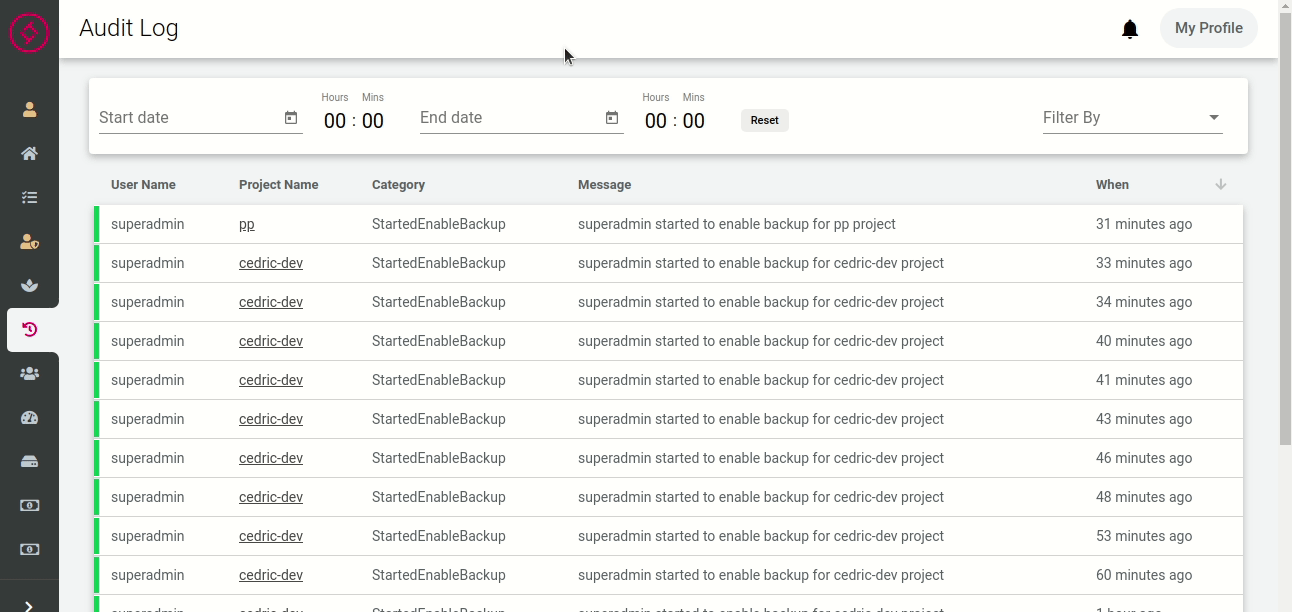 Audit Log
My Profile
Hours Mins Hours Mins
Start date 00 : 00 End date 00 : 00 Reset Filter By
User Name Project Name Category Message When
superadmin pp StartedEnableBackup superadmin started to enable backup for pp project 31 minutes ago
superadmin cedric-dev StartedEnableBackup superadmin started to enable backup for cedric-dev project 33 minutes ago
superadmin cedric-dev StartedEnableBackup superadmin started to enable backup for cedric-dev project 34 minutes ago
superadmin cedric-dev StartedEnableBackup superadmin started to enable backup for cedric-dev project 40 minutes ago
superadmin cedric-dev StartedEnableBackup superadmin started to enable backup for cedric-dev project 41 minutes ago
superadmin cedric-dev StartedEnableBackup superadmin started to enable backup for cedric-dev project 43 minutes ago
superadmin cedric-dev StartedEnableBackup superadmin started to enable backup for cedric-dev project 46 minutes ago
superadmin cedric-dev StartedEnableBackup superadmin started to enable backup for cedric-dev project 48 minutes ago
superadmin cedric-dev StartedEnableBackup superadmin started to enable backup for cedric-dev project 53 minutes ago
superadmin cedric-dev StartedEnableBackup superadmin started to enable backup for cedric-dev project 60 minutes ago